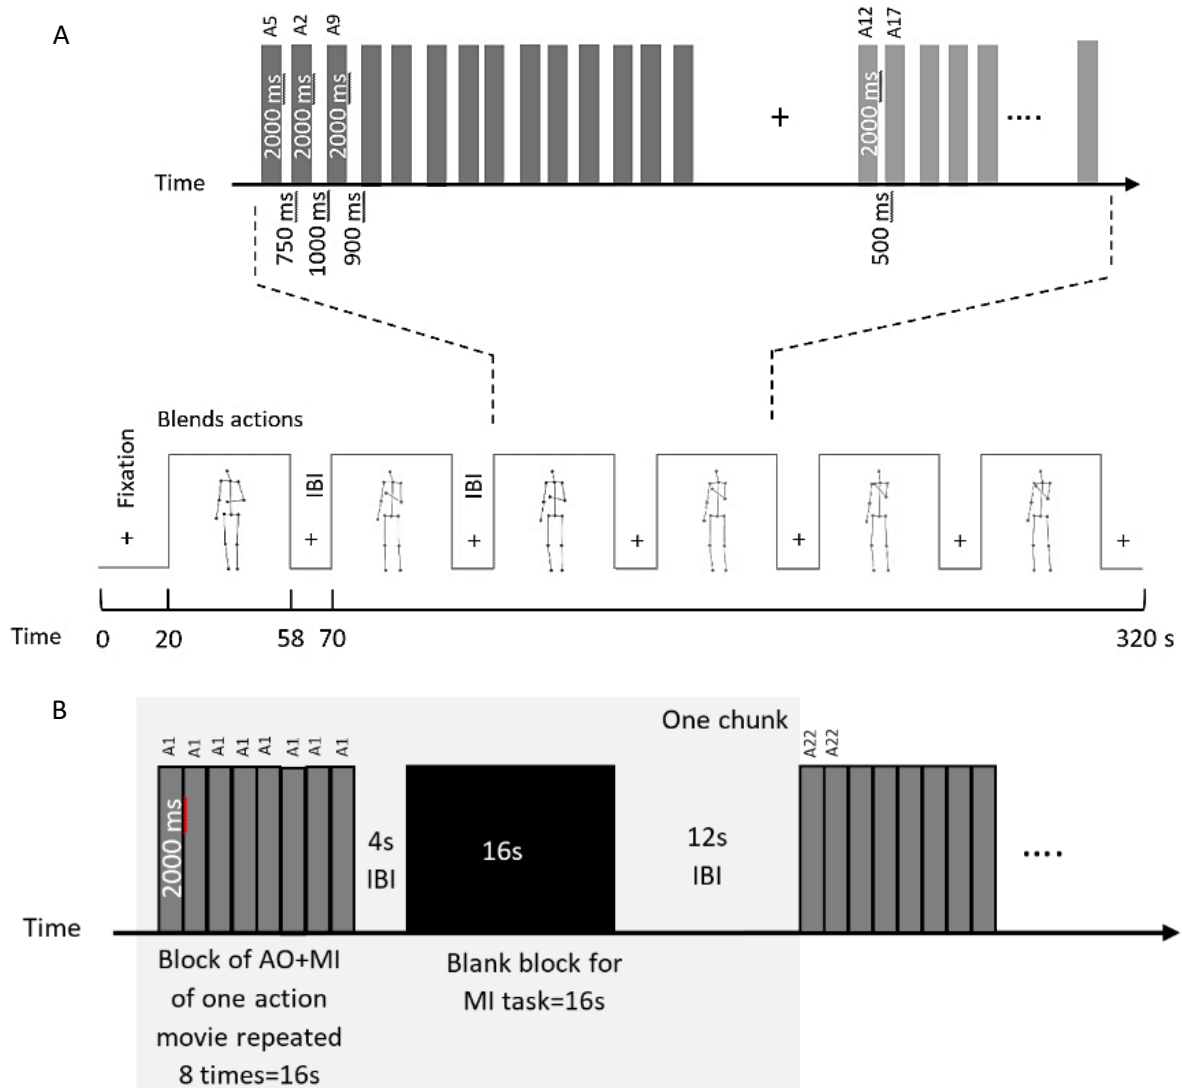 A
A5
A2
A9
A12
A17
2000 ms
2000 ms
2000 ms
2000 ms
+
....
Time
750 ms
1000 ms
900 ms
500 ms
Blends actions
Fixation
IBI
IBI
+
+
+
+
+
+
+
Time
0
20
58
70
320 s
B
One chunk
A1
A1
A1
A1
A1
A1
A1
A1
A22
A22
2000 ms
4s
IBI
16s
12s
IBI
....
Time
Block of AO+MI
of one action
movie repeated
8 times=16s
Blank block for
MI task=16s